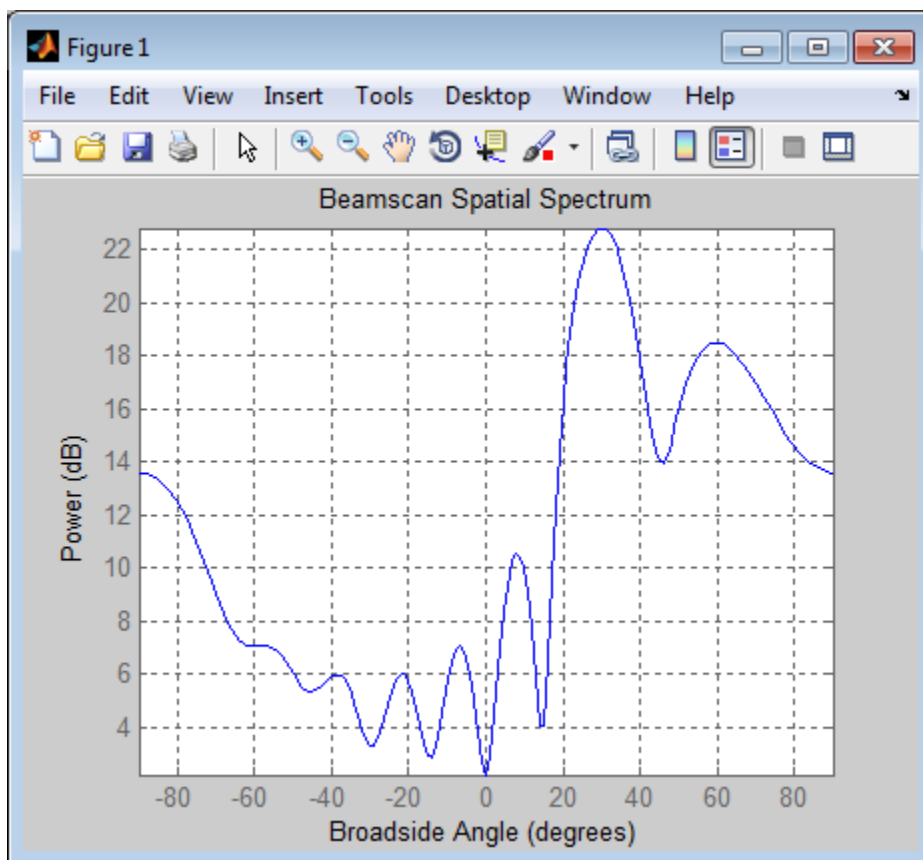 Figure 1
File Edit View Insert Tools Desktop Window Help
Beamscan Spatial Spectrum
22
20
18
16
14
12
10
8
6
4
Power (dB)
-80 -60 -40 -20 0 20 40 60 80
Broadside Angle (degrees)